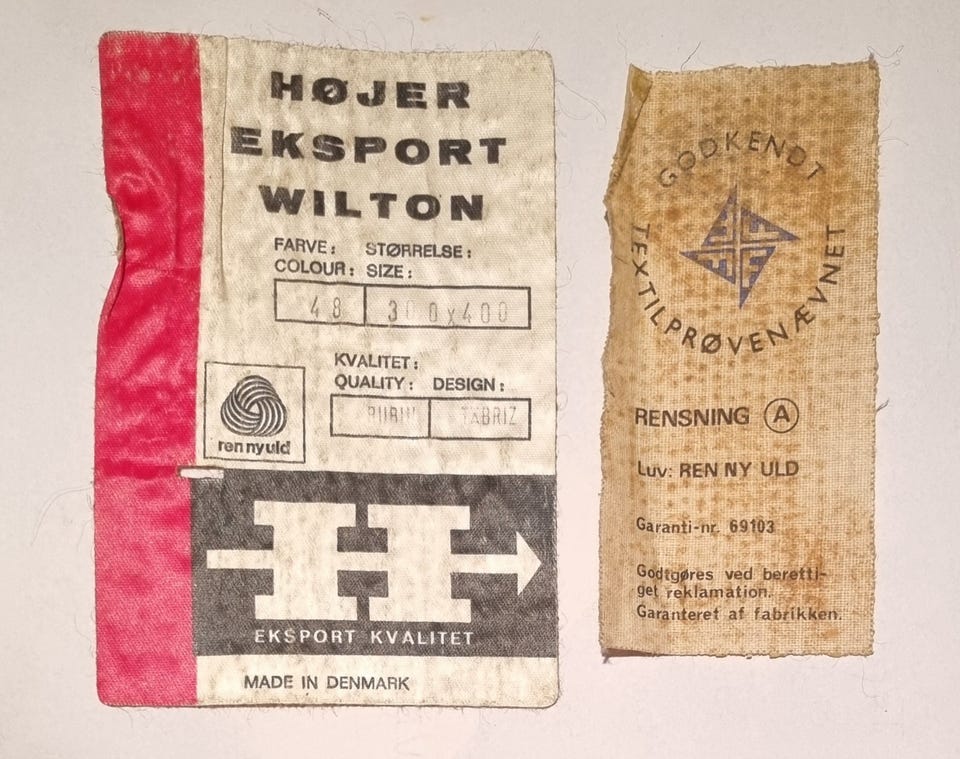 HØJER
EKSPORT
WILTON
FARVE: STØRRELSE:
COLOUR: SIZE:
48 300x400
KVALITET:
QUALITY: DESIGN:
TABRIZ
ren ny uld
H
EKSPORT KVALITET
MADE IN DENMARK
GODKENDT
TEXTILPRØVENÆVNET
RENSNING A
Luv: REN NY ULD
Garanti-nr. 69103
Godtgøres ved beretti-
get reklamation.
Garanteret af fabrikken.